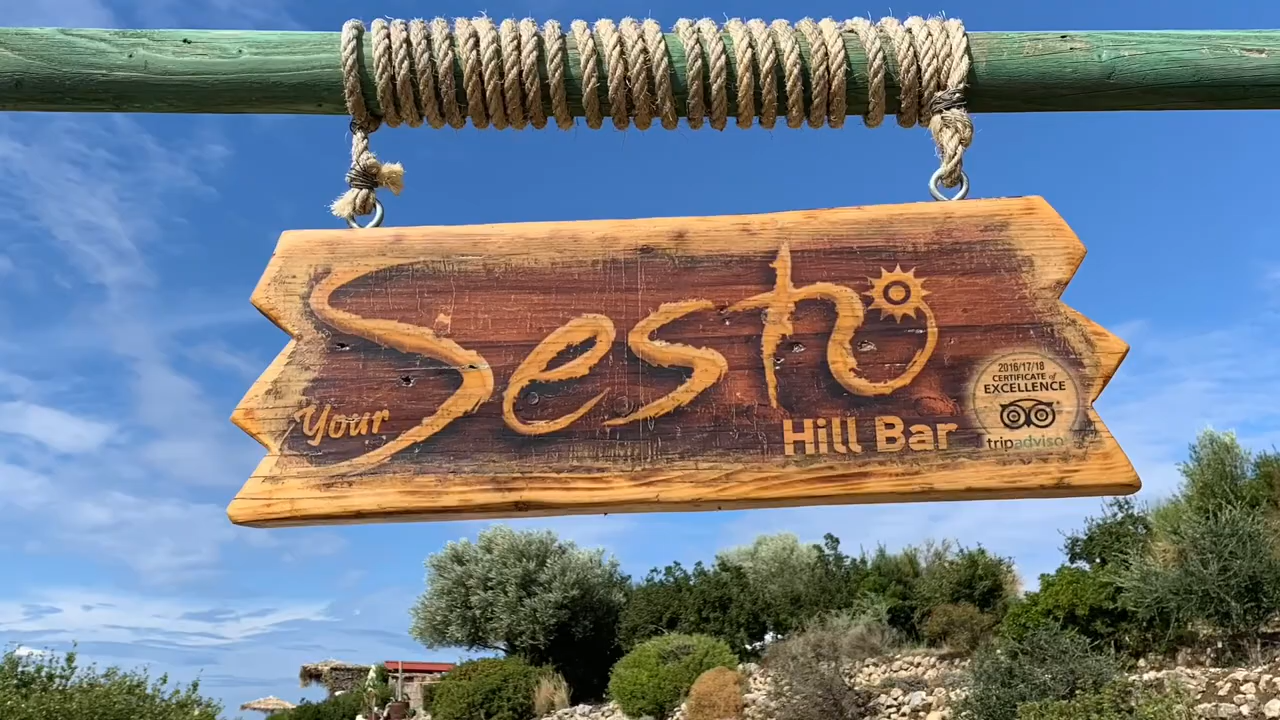 Your Sesto
Hill Bar
2016/17/18
CERTIFICATE of
EXCELLENCE
tripadvisor